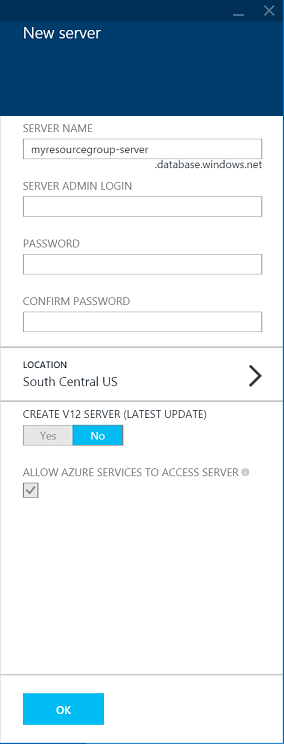 New server
SERVER NAME
myresourcegroup-server
.database.windows.net
SERVER ADMIN LOGIN
PASSWORD
CONFIRM PASSWORD
LOCATION
South Central US
CREATE V12 SERVER (LATEST UPDATE)
Yes No
ALLOW AZURE SERVICES TO ACCESS SERVER
OK